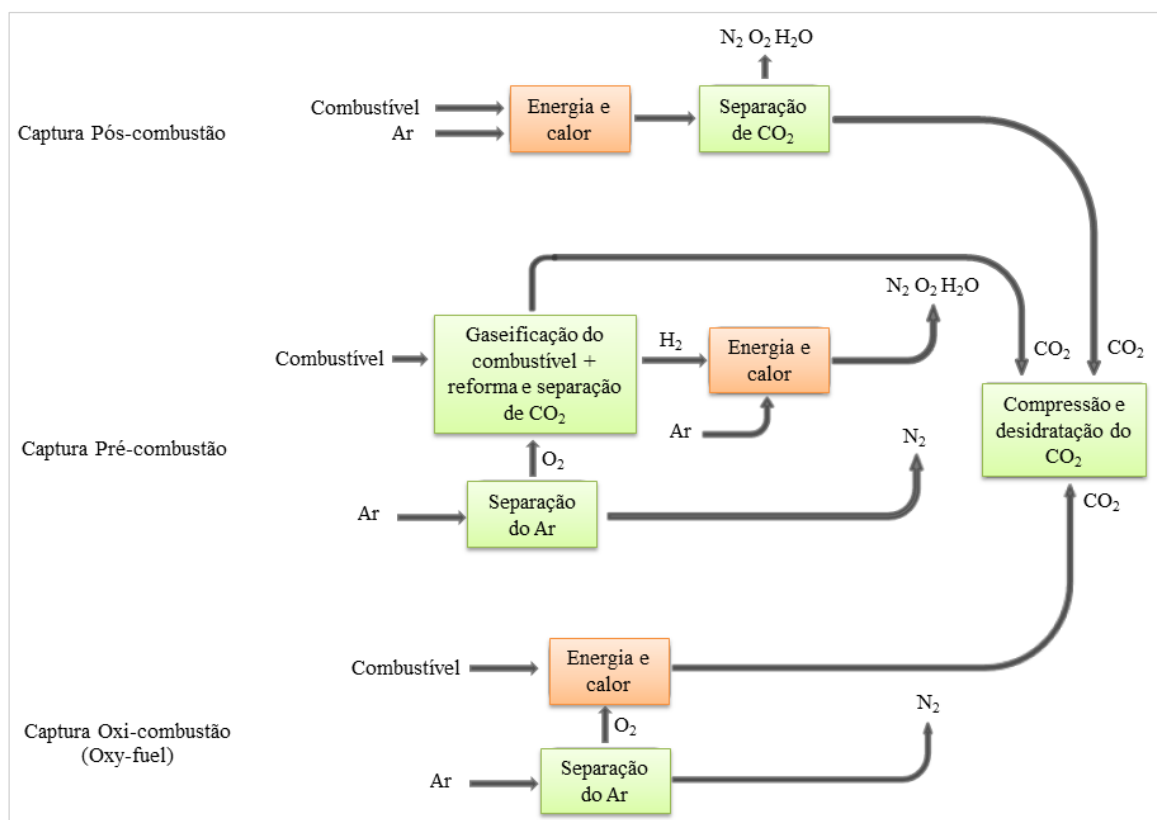 Captura Pós-combustão
Combustível
Ar
Energia e
calor
Separação
de CO₂
N₂ O₂ H₂O
Captura Pré-combustão
Combustível
Gaseificação do
combustível +
reforma e separação
de CO₂
H₂
Energia e
calor
Ar
N₂ O₂ H₂O
O₂
Ar
Separação
do Ar
N₂
CO₂
CO₂
Compressão e
desidratação do
CO₂
CO₂
Captura Oxi-combustão
(Oxy-fuel)
Combustível
Energia e
calor
O₂
Ar
Separação
do Ar
N₂